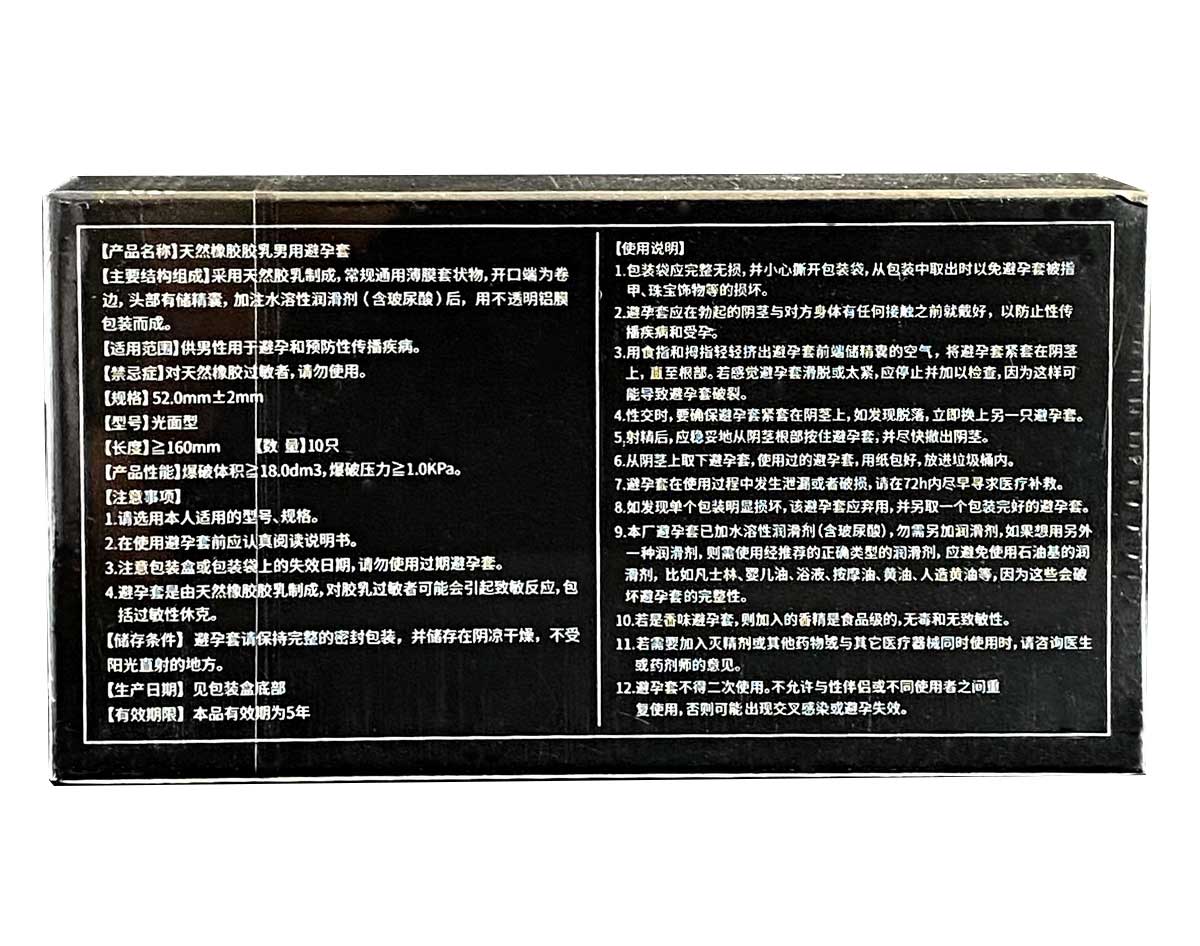 【产品名称】天然橡胶胶乳男用避孕套
【主要结构组成】采用天然胶乳制成，常规通用薄膜套状物，开口端为卷
边，头部有储精囊，加注水溶性润滑剂（含玻尿酸）后，用不透明铝膜
包装而成。
【适用范围】供男性用于避孕和预防性传播疾病。
【禁忌症】对天然橡胶过敏者，请勿使用。
【规格】52.0mm±2mm
【型号】光面型
【长度】≧160mm 【数 量】10只
【产品性能】爆破体积≧18.0dm3，爆破压力≧1.0KPa。
【注意事项】
1.请选用本人适用的型号、规格。
2.在使用避孕套前应认真阅读说明书。
3.注意包装盒或包装袋上的失效日期，请勿使用过期避孕套。
4.避孕套是由天然橡胶胶乳制成，对胶乳过敏者可能会引起致敏反应，包
括过敏性休克。
【储存条件】 避孕套请保持完整的密封包装，并储存在阴凉干燥，不受
阳光直射的地方。
【生产日期】 见包装盒底部
【有效期限】 本品有效期为5年
【使用说明】
1.包装袋应完整无损，并小心撕开包装袋，从包装中取出时以免避孕套被指
甲、珠宝饰物等的损坏。
2.避孕套应在勃起的阴茎与对方身体有任何接触之前就戴好，以防止性传
播疾病和受孕。
3.用食指和拇指轻轻挤出避孕套前端储精囊的空气，将避孕套紧套在阴茎
上，直至根部。若感觉避孕套滑脱或太紧，应停止并加以检查，因为这样可
能导致避孕套破裂。
4.性交时，要确保避孕套紧套在阴茎上，如发现脱落，立即换上另一只避孕套。
5.射精后，应稳妥地从阴茎根部按住避孕套，并尽快撤出阴茎。
6.从阴茎上取下避孕套，使用过的避孕套，用纸包好，放进垃圾桶内。
7.避孕套在使用过程中发生泄漏或者破损，请在72h内尽早寻求医疗补救。
8.如发现单个包装明显损坏，该避孕套应弃用，并另取一个包装完好的避孕套。
9.本厂避孕套已加水溶性润滑剂（含玻尿酸），勿需另加润滑剂，如果想用另外
一种润滑剂，则需使用经推荐的正确类型的润滑剂，应避免使用石油基的润
滑剂，比如凡士林、婴儿油、浴液、按摩油、黄油、人造黄油等，因为这些会破
坏避孕套的完整性。
10.若是香味避孕套，则加入的香精是食品级的，无毒和无致敏性。
11.若需要加入灭精剂或其他药物或与其它医疗器械同时使用时，请咨询医生
或药剂师的意见。
12.避孕套不得二次使用。不允许与性伴侣或不同使用者之间重
复使用，否则可能出现交叉感染或避孕失效。